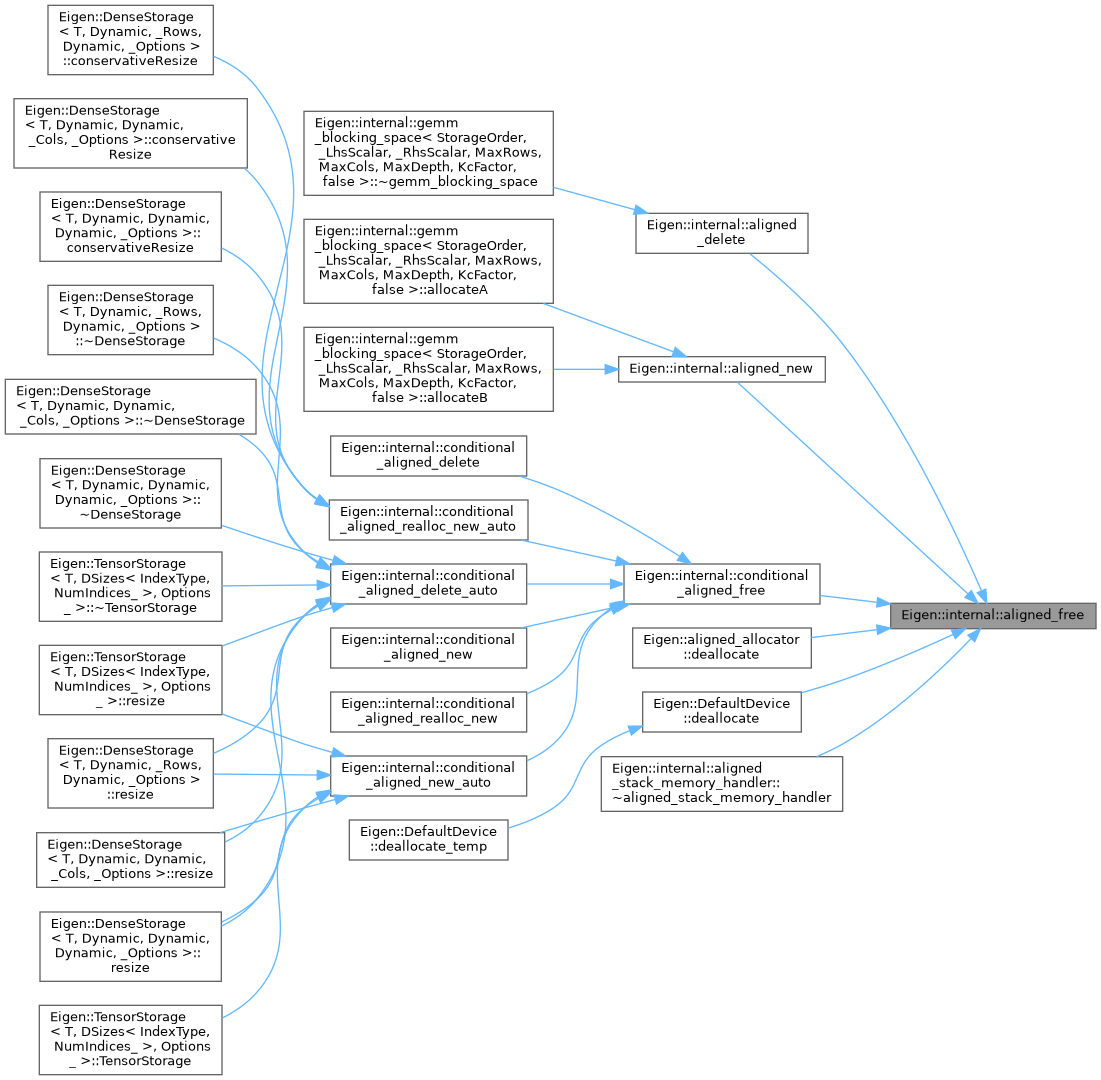 Eigen::DenseStorage
< T, Dynamic, _Rows,
Dynamic, _Options >
::conservativeResize
Eigen::DenseStorage
< T, Dynamic, Dynamic,
_Cols, _Options >::conservative
Resize
Eigen::DenseStorage
< T, Dynamic, Dynamic,
Dynamic, _Options >::
conservativeResize
Eigen::DenseStorage
< T, Dynamic, _Rows,
Dynamic, _Options >
::~DenseStorage
Eigen::DenseStorage
< T, Dynamic, Dynamic,
_Cols, _Options >::~DenseStorage
Eigen::DenseStorage
< T, Dynamic, Dynamic,
Dynamic, _Options >::
~DenseStorage
Eigen::TensorStorage
< T, DSizes< IndexType,
NumIndices_ >, Options
_ >::~TensorStorage
Eigen::TensorStorage
< T, DSizes< IndexType,
NumIndices_ >, Options
_ >::resize
Eigen::DenseStorage
< T, Dynamic, _Rows,
Dynamic, _Options >
::resize
Eigen::DenseStorage
< T, Dynamic, Dynamic,
_Cols, _Options >::resize
Eigen::DenseStorage
< T, Dynamic, Dynamic,
Dynamic, _Options >::
resize
Eigen::TensorStorage
< T, DSizes< IndexType,
NumIndices_ >, Options
_ >::TensorStorage
Eigen::internal::gemm
_blocking_space< StorageOrder,
_LhsScalar, _RhsScalar, MaxRows,
MaxCols, MaxDepth, KcFactor,
false >::~gemm_blocking_space
Eigen::internal::gemm
_blocking_space< StorageOrder,
_LhsScalar, _RhsScalar, MaxRows,
MaxCols, MaxDepth, KcFactor,
false >::allocateA
Eigen::internal::gemm
_blocking_space< StorageOrder,
_LhsScalar, _RhsScalar, MaxRows,
MaxCols, MaxDepth, KcFactor,
false >::allocateB
Eigen::internal::conditional
_aligned_delete
Eigen::internal::conditional
_aligned_realloc_new_auto
Eigen::internal::conditional
_aligned_delete_auto
Eigen::internal::conditional
_aligned_new
Eigen::internal::conditional
_aligned_realloc_new
Eigen::internal::conditional
_aligned_new_auto
Eigen::DefaultDevice
::deallocate_temp
Eigen::internal::aligned
_delete
Eigen::internal::aligned_new
Eigen::internal::conditional
_aligned_free
Eigen::aligned_allocator
::deallocate
Eigen::DefaultDevice
::deallocate
Eigen::internal::aligned
_stack_memory_handler::
~aligned_stack_memory_handler
Eigen::internal::aligned_free